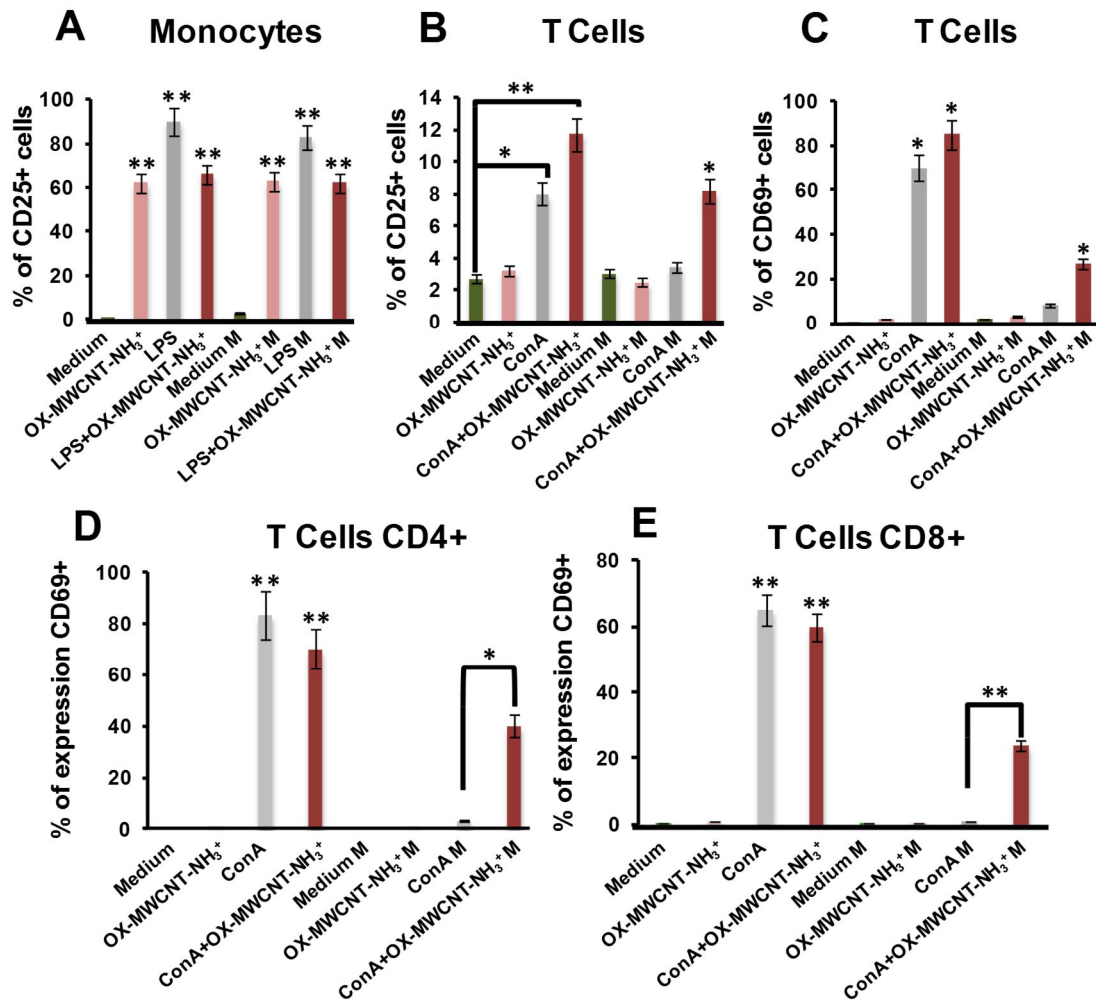 A Monocytes
% of CD25+ cells
100
80
60
40
20
0
** ** ** ** ** **
Medium
OX-MWCNT-NH₃⁺
LPS
LPS+OX-MWCNT-NH₃⁺
Medium M
OX-MWCNT-NH₃⁺ M
LPS M
LPS+OX-MWCNT-NH₃⁺ M
B T Cells
% of CD25+ cells
14
12
10
8
6
4
2
0
**
*
*
Medium
OX-MWCNT-NH₃⁺
ConA
ConA+OX-MWCNT-NH₃⁺
Medium M
OX-MWCNT-NH₃⁺ M
ConA M
ConA+OX-MWCNT-NH₃⁺ M
C T Cells
% of CD69+ cells
100
80
60
40
20
0
* * *
Medium
OX-MWCNT-NH₃⁺
ConA
ConA+OX-MWCNT-NH₃⁺
Medium M
OX-MWCNT-NH₃⁺ M
ConA M
ConA+OX-MWCNT-NH₃⁺ M
D T Cells CD4+
% of expression CD69+
100
80
60
40
20
0
** ** *
Medium
OX-MWCNT-NH₃⁺
ConA
ConA+OX-MWCNT-NH₃⁺
Medium M
OX-MWCNT-NH₃⁺ M
ConA M
ConA+OX-MWCNT-NH₃⁺ M
E T Cells CD8+
% of expression CD69+
80
60
40
20
0
** ** **
Medium
OX-MWCNT-NH₃⁺
ConA
ConA+OX-MWCNT-NH₃⁺
Medium M
OX-MWCNT-NH₃⁺ M
ConA M
ConA+OX-MWCNT-NH₃⁺ M